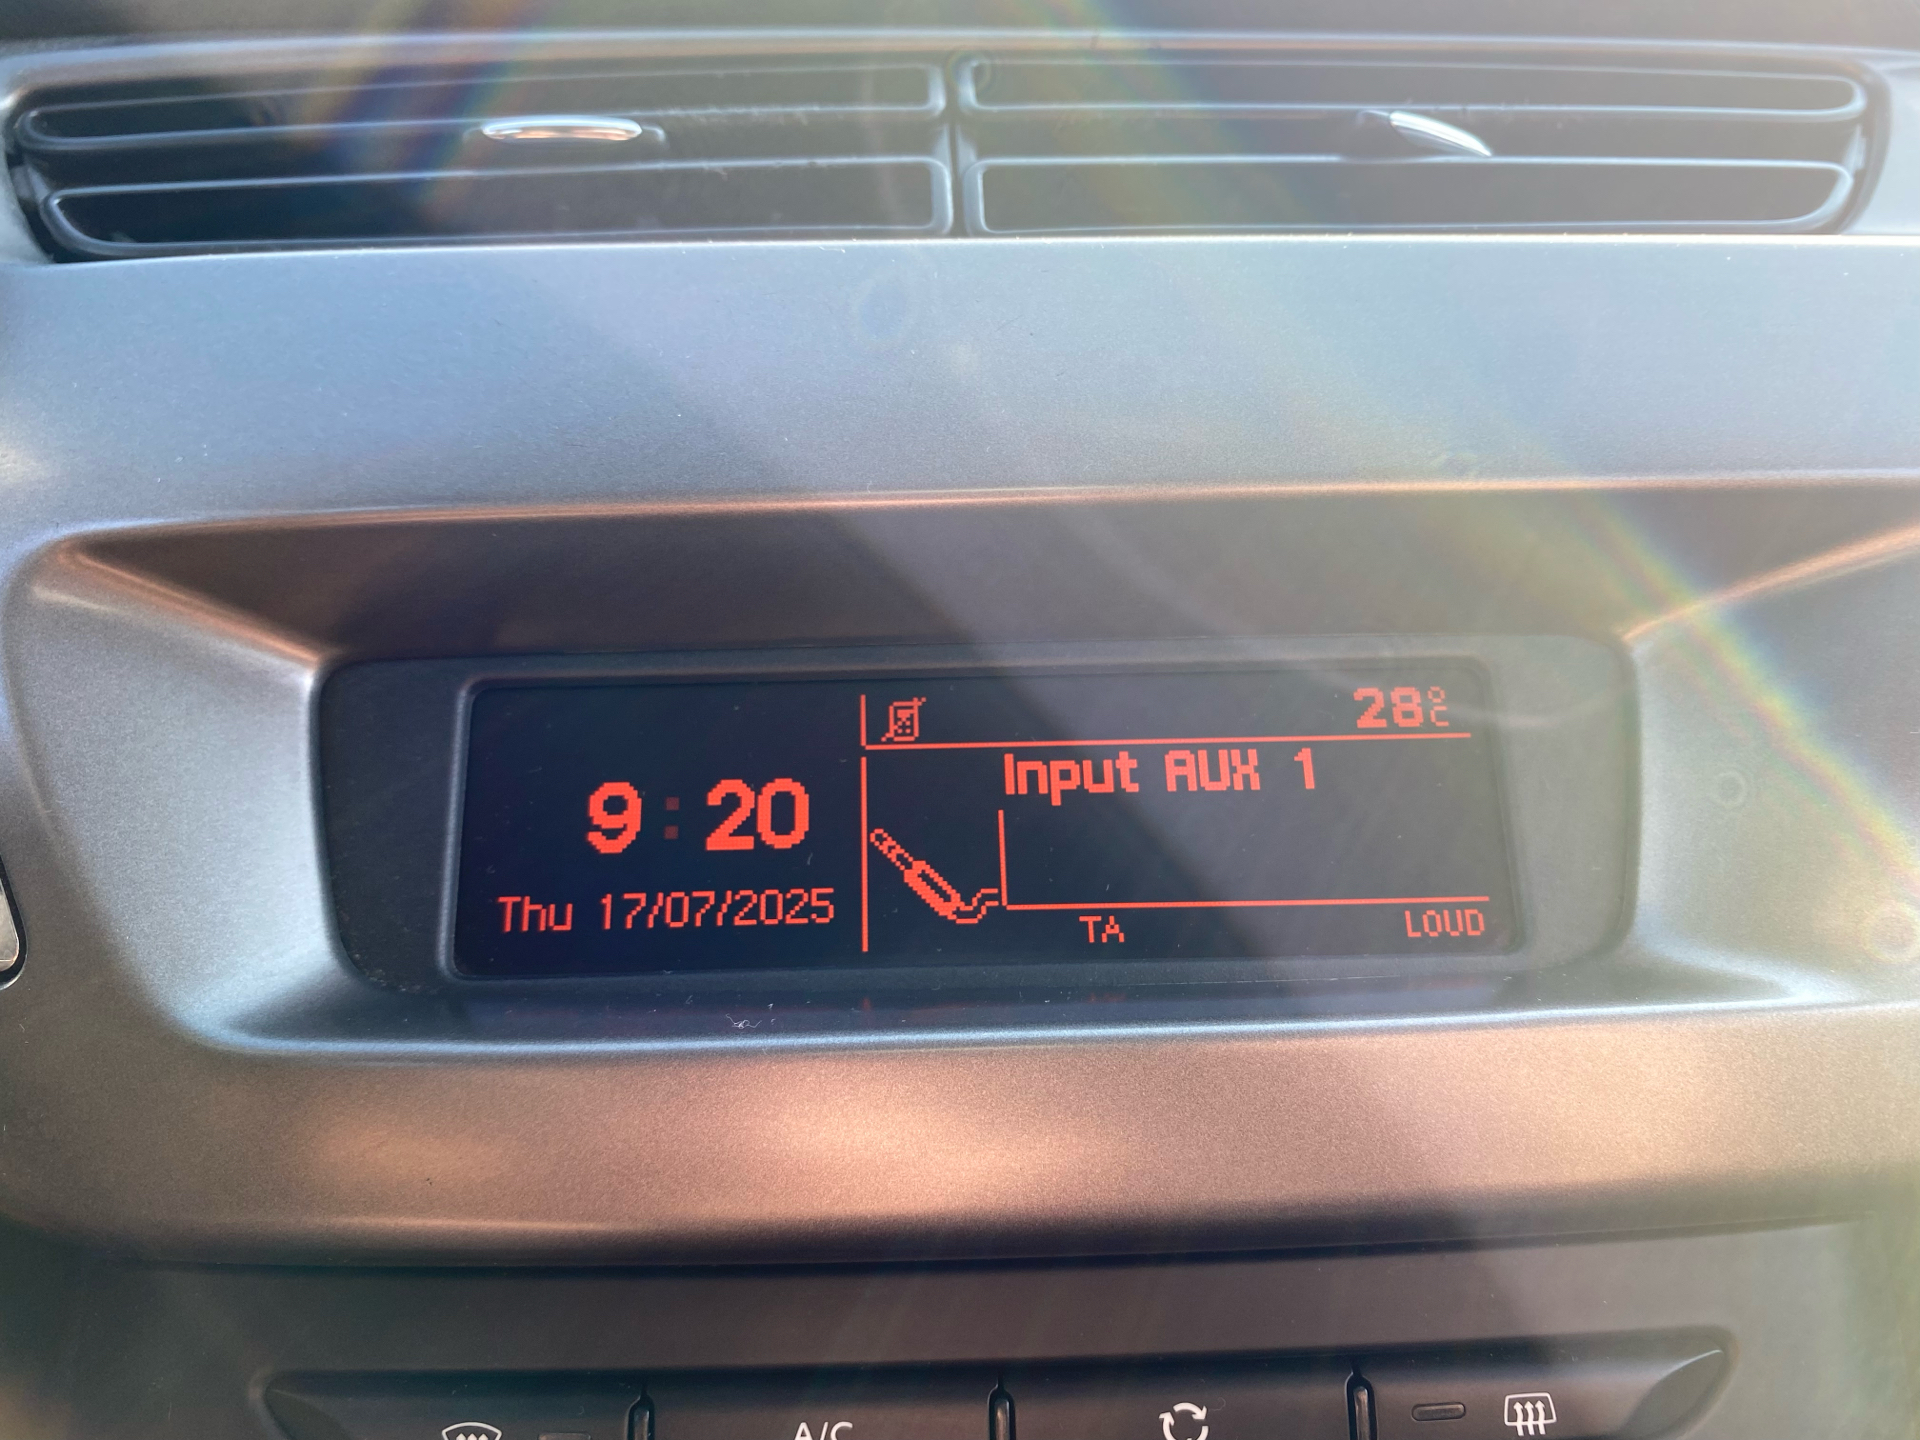 28°C
Input AUX 1
9:20
Thu 17/07/2025
TA
LOUD
A/C